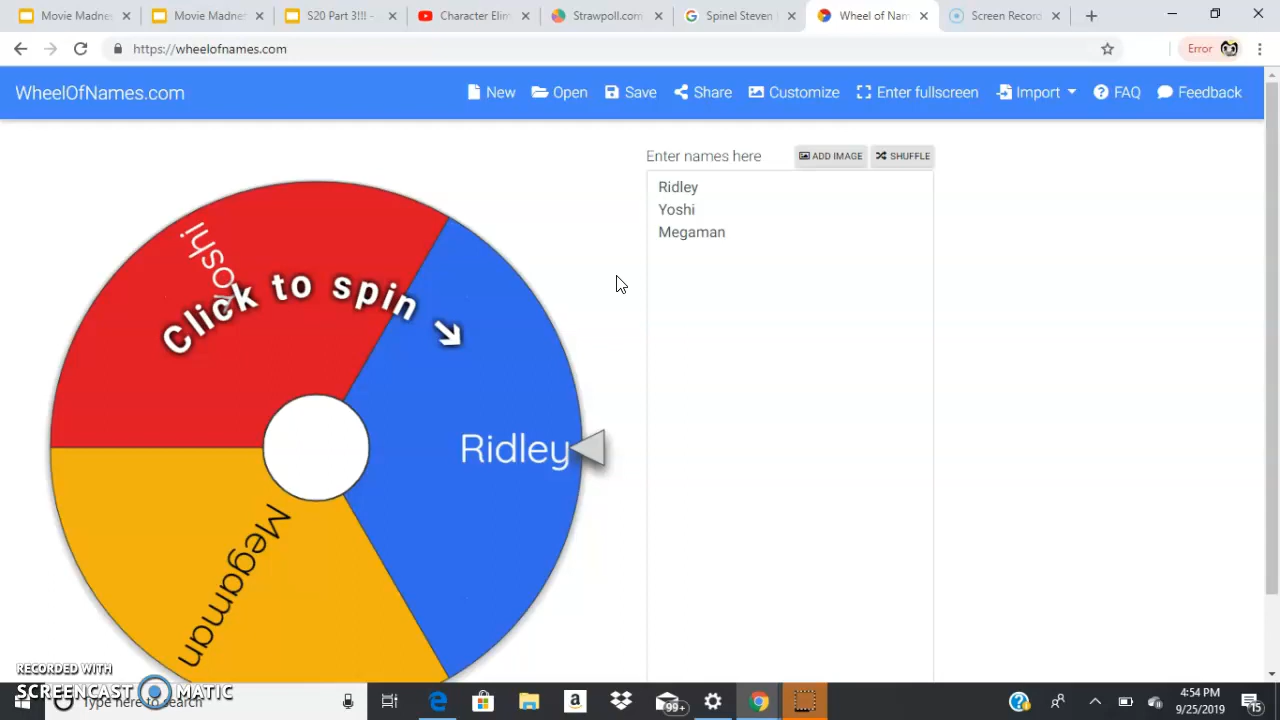 Movie Madnes
Movie Madnes
S20 Part 3!!! -
Character Elim
Strawpoll.com
Spinel Steven
Wheel of Nam
Screen Recor
https://wheelofnames.com
Error
WheelOfNames.com
New
Open
Save
Share
Customize
Enter fullscreen
Import
FAQ
Feedback
Enter names here
ADD IMAGE
SHUFFLE
Ridley
Yoshi
Megaman
Yoshi
Click to spin
Ridley
Megaman
RECORDED WITH
SCREENCAST MATIC
Type here to search
99+
4:54 PM
9/25/2019
15